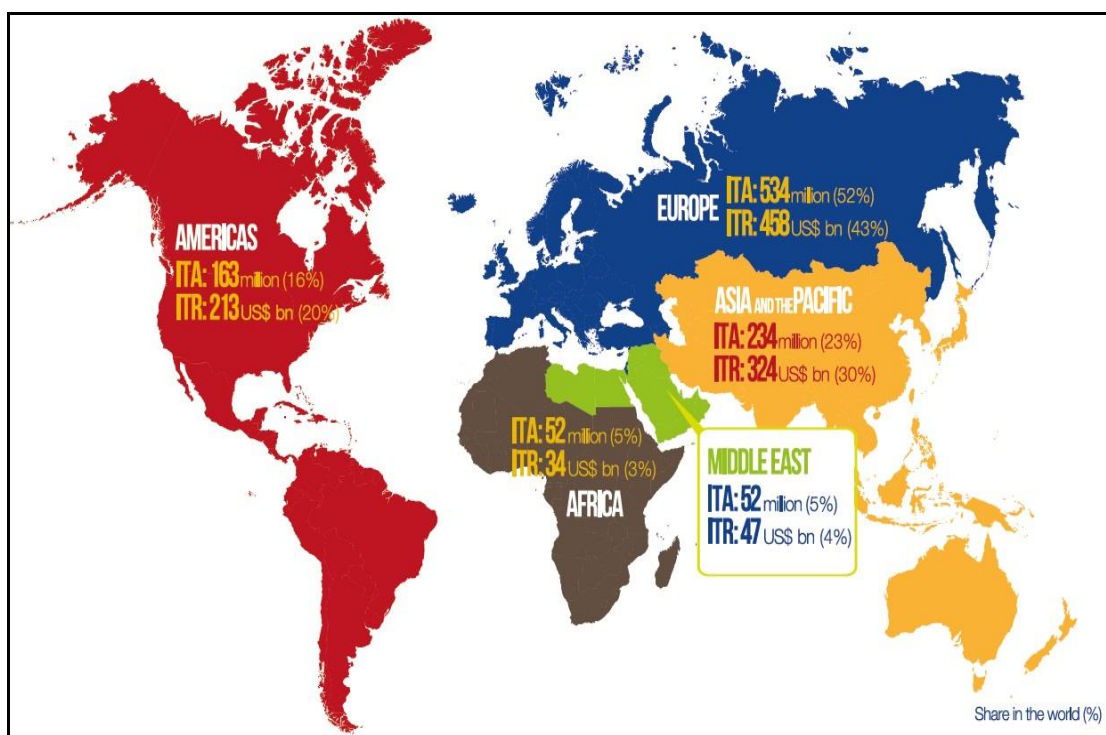 AMERICAS
ITA: 163 million (16%)
ITR: 213 US$ bn (20%)
EUROPE
ITA: 534 million (52%)
ITR: 458 US$ bn (43%)
ASIA AND THE PACIFIC
ITA: 234 million (23%)
ITR: 324 US$ bn (30%)
ITA: 52 million (5%)
ITR: 34 US$ bn (3%)
AFRICA
MIDDLE EAST
ITA: 52 million (5%)
ITR: 47 US$ bn (4%)
Share in the world (%)